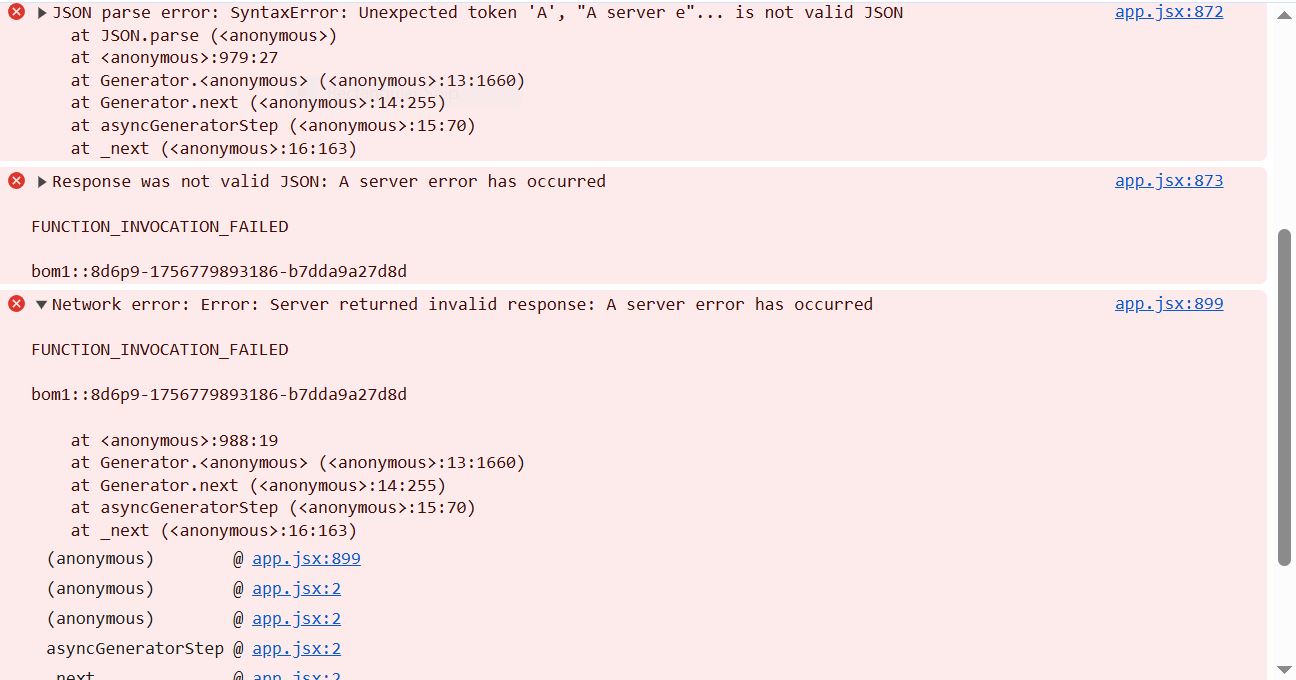 JSON parse error: SyntaxError: Unexpected token 'A', "A server e"... is not valid JSON app.jsx:872
at JSON.parse (<anonymous>)
at <anonymous>:979:27
at Generator.<anonymous> (<anonymous>:13:1660)
at Generator.next (<anonymous>:14:255)
at asyncGeneratorStep (<anonymous>:15:70)
at _next (<anonymous>:16:163)
Response was not valid JSON: A server error has occurred app.jsx:873
FUNCTION_INVOCATION_FAILED
bom1::8d6p9-1756779893186-b7dda9a27d8d
Network error: Error: Server returned invalid response: A server error has occurred app.jsx:899
FUNCTION_INVOCATION_FAILED
bom1::8d6p9-1756779893186-b7dda9a27d8d
at <anonymous>:988:19
at Generator.<anonymous> (<anonymous>:13:1660)
at Generator.next (<anonymous>:14:255)
at asyncGeneratorStep (<anonymous>:15:70)
at _next (<anonymous>:16:163)
(anonymous) @ app.jsx:899
(anonymous) @ app.jsx:2
(anonymous) @ app.jsx:2
asyncGeneratorStep @ app.jsx:2
_next @ app.jsx:2